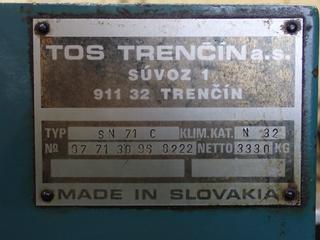 TOS TRENČÍN a.s.
SÚVOZ 1
911 32 TRENČÍN
TYP SN 71 C KLIM. KAT. N 32
№ 07 71 30 96 0222 NETTO 3330 KG
MADE IN SLOVAKIA